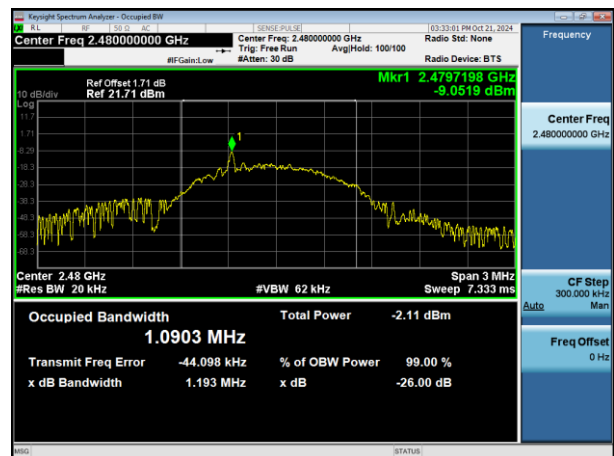 Keysight Spectrum Analyzer - Occupied BW
RL RF 50 Ω AC SENSE:PULSE 03:33:01 PM Oct 21, 2024
Center Freq 2.480000000 GHz
Center Freq: 2.480000000 GHz
Radio Std: None
Trig: Free Run
Avg|Hold: 100/100
#IFGain:Low
#Atten: 30 dB
Radio Device: BTS
Frequency
Ref Offset 1.71 dB
Mkr1 2.4797198 GHz
10 dB/div
Ref 21.71 dBm
-9.0519 dBm
Log
11.7
1.71
-8.29
-18.3
-28.3
-38.3
-48.3
-58.3
-68.3
1
Center Freq
2.480000000 GHz
Center 2.48 GHz
Span 3 MHz
#Res BW 20 kHz
#VBW 62 kHz
Sweep 7.333 ms
CF Step
300.000 kHz
Auto Man
Occupied Bandwidth
Total Power -2.11 dBm
1.0903 MHz
Transmit Freq Error -44.098 kHz
% of OBW Power 99.00 %
x dB Bandwidth 1.193 MHz
x dB -26.00 dB
Freq Offset
0 Hz
MSG
STATUS